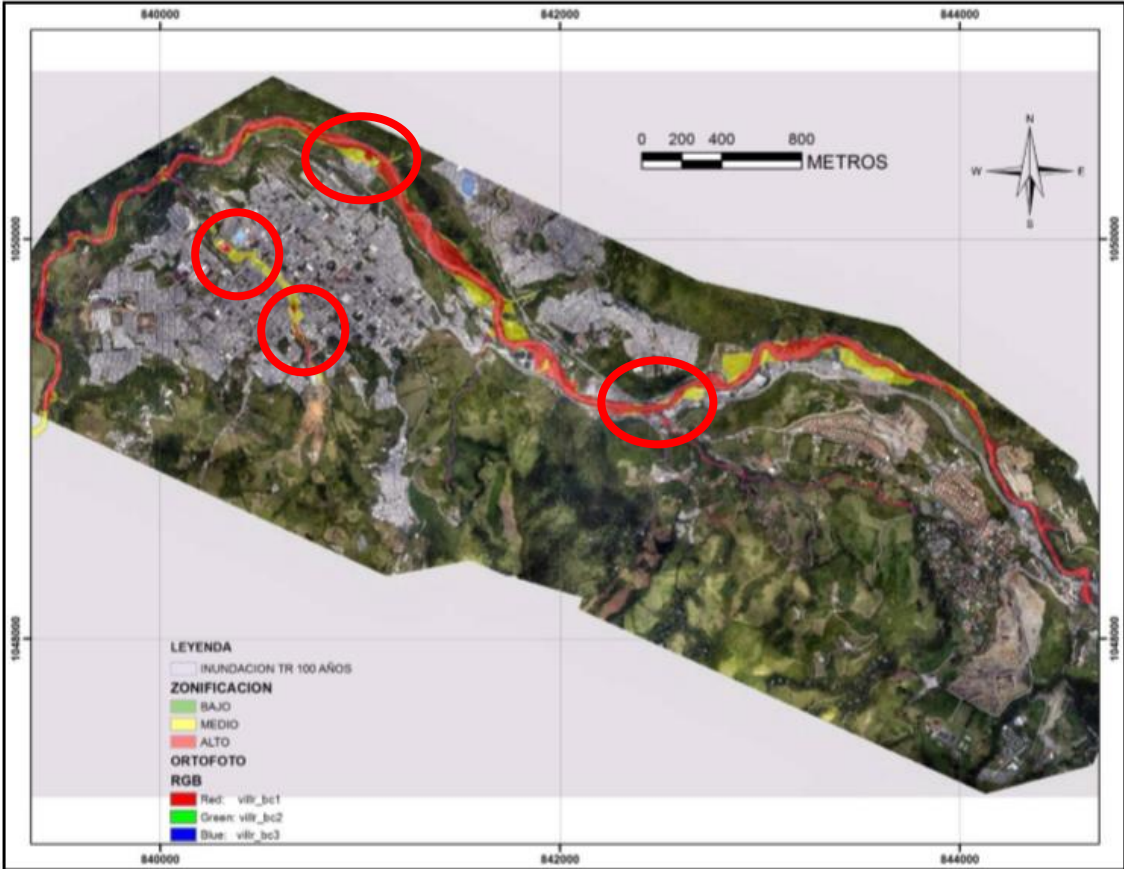 840000 842000 844000
0 200 400 800
METROS
N
W E
S
1050000 1050000
1048000 1048000
LEYENDA
INUNDACION TR 100 AÑOS
ZONIFICACION
BAJO
MEDIO
ALTO
ORTOFOTO
RGB
Red: villr_bc1
Green: villr_bc2
Blue: villr_bc3
840000 842000 844000